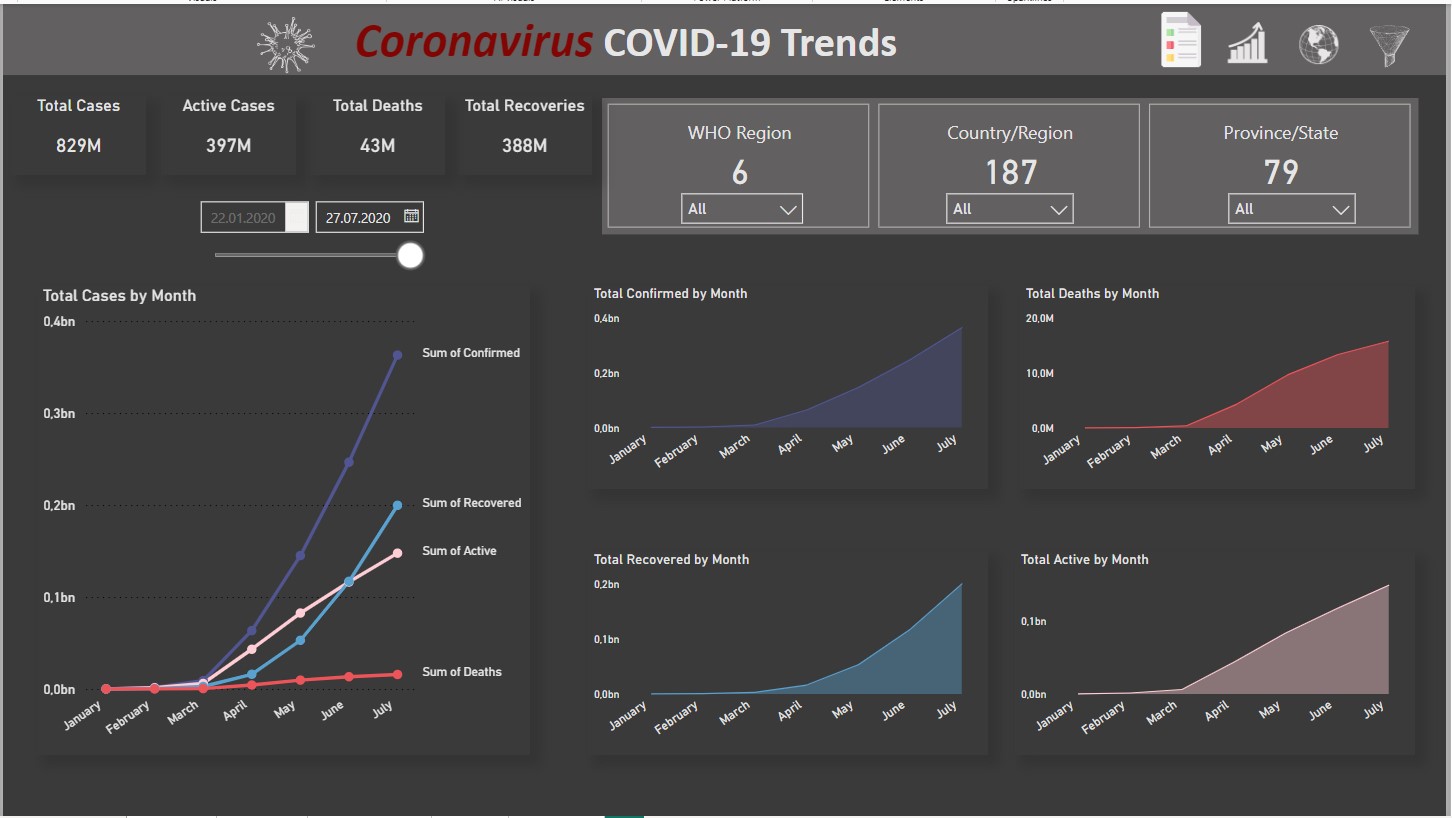 Coronavirus COVID-19 Trends
Total Cases
829M
Active Cases
397M
Total Deaths
43M
Total Recoveries
388M
WHO Region
6
All
Country/Region
187
All
Province/State
79
All
22.01.2020
27.07.2020
Total Cases by Month
0,4bn
0,3bn
0,2bn
0,1bn
0,0bn
Sum of Confirmed
Sum of Recovered
Sum of Active
Sum of Deaths
January
February
March
April
May
June
July
Total Confirmed by Month
0,4bn
0,2bn
0,0bn
January
February
March
April
May
June
July
Total Deaths by Month
20,0M
10,0M
0,0M
January
February
March
April
May
June
July
Total Recovered by Month
0,2bn
0,1bn
0,0bn
January
February
March
April
May
June
July
Total Active by Month
0,1bn
0,0bn
January
February
March
April
May
June
July